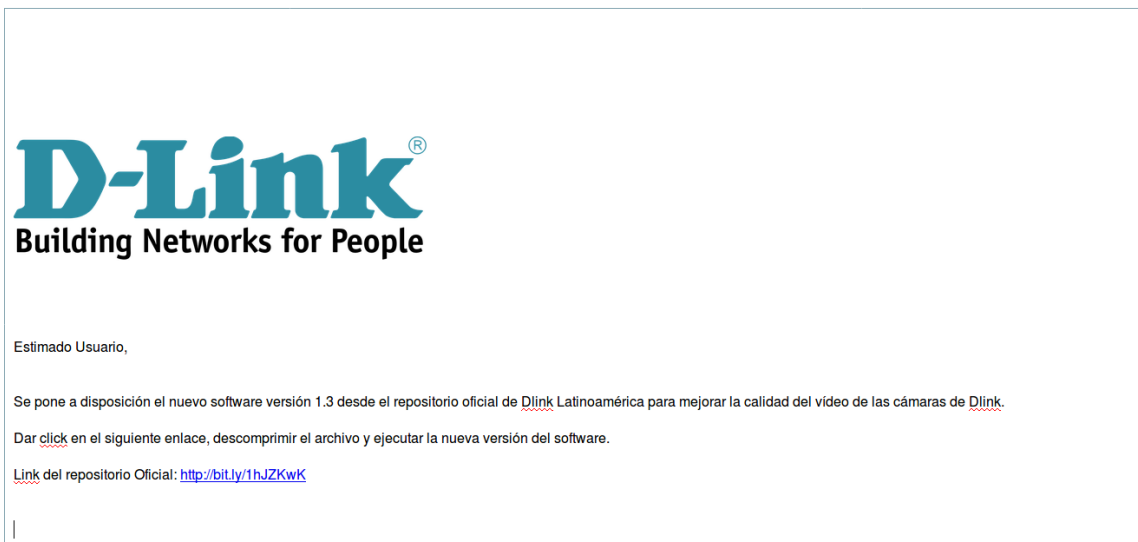 D-Link®
Building Networks for People
Estimado Usuario,
Se pone a disposición el nuevo software versión 1.3 desde el repositorio oficial de Dlink Latinoamérica para mejorar la calidad del vídeo de las cámaras de Dlink.
Dar click en el siguiente enlace, descomprimir el archivo y ejecutar la nueva versión del software.
Link del repositorio Oficial: http://bit.ly/1hJZKwK